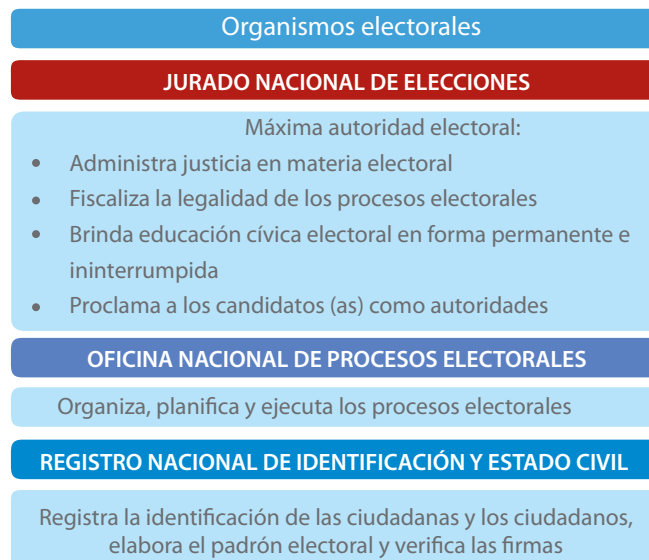 Organismos electorales
JURADO NACIONAL DE ELECCIONES
Máxima autoridad electoral:
• Administra justicia en materia electoral
• Fiscaliza la legalidad de los procesos electorales
• Brinda educación cívica electoral en forma permanente e
ininterrumpida
• Proclama a los candidatos (as) como autoridades
OFICINA NACIONAL DE PROCESOS ELECTORALES
Organiza, planifica y ejecuta los procesos electorales
REGISTRO NACIONAL DE IDENTIFICACIÓN Y ESTADO CIVIL
Registra la identificación de las ciudadanas y los ciudadanos,
elabora el padrón electoral y verifica las firmas